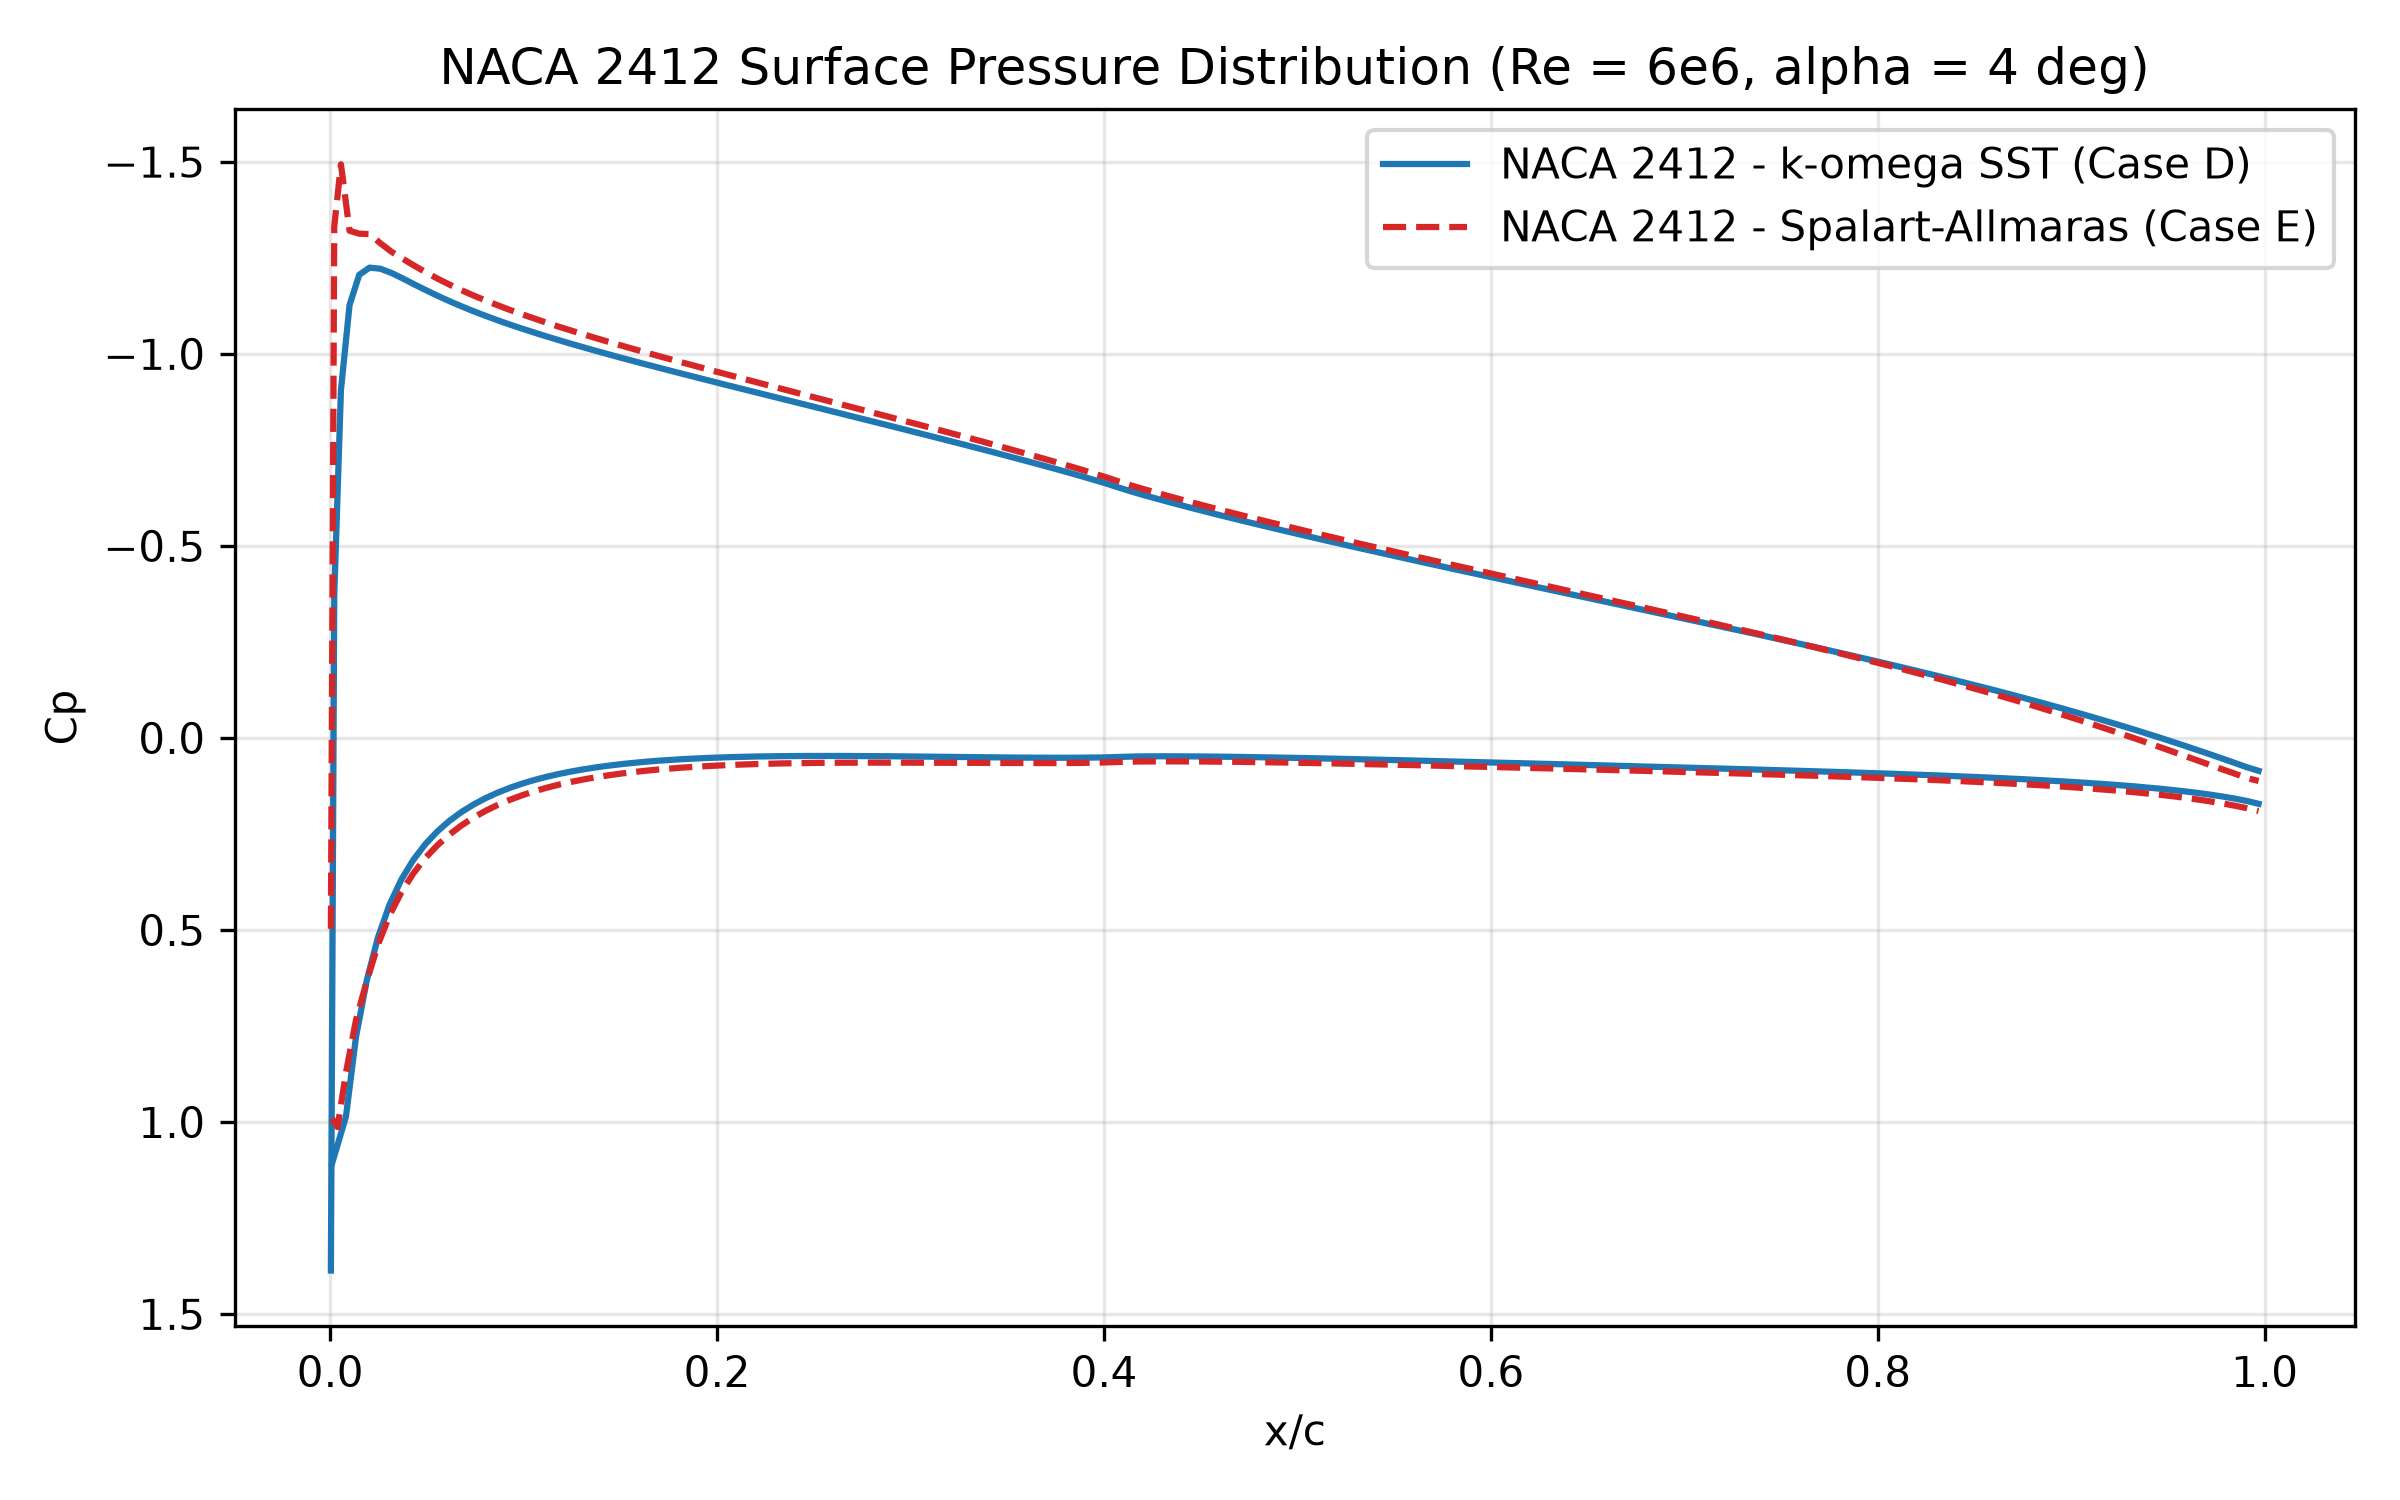 NACA 2412 Surface Pressure Distribution (Re = 6e6, alpha = 4 deg)
NACA 2412 - k-omega SST (Case D)
NACA 2412 - Spalart-Allmaras (Case E)
Cp
−1.5
−1.0
−0.5
0.0
0.5
1.0
1.5
0.0 0.2 0.4 0.6 0.8 1.0
x/c